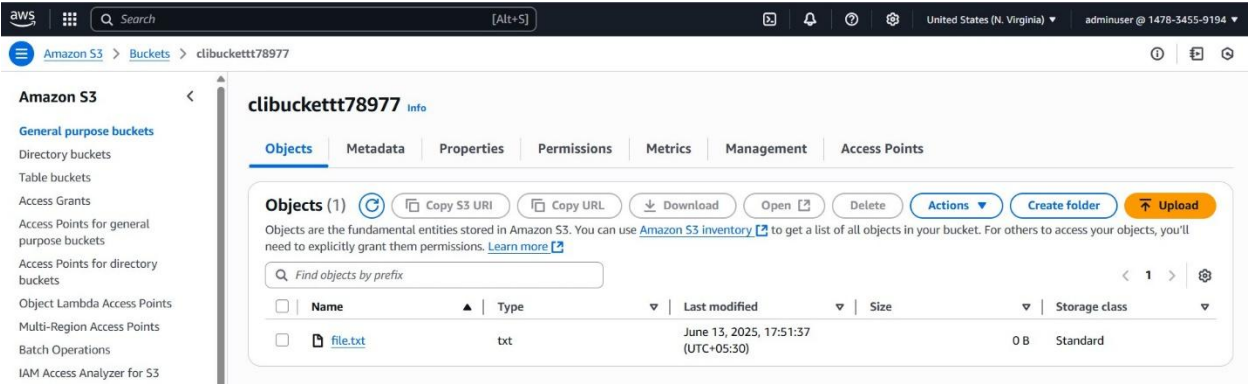 aws
Search
[Alt+S]
United States (N. Virginia) ▼
adminuser @ 1478-3455-9194 ▼
Amazon S3 > Buckets > clibuckettt78977
Amazon S3
General purpose buckets
Directory buckets
Table buckets
Access Grants
Access Points for general
purpose buckets
Access Points for directory
buckets
Object Lambda Access Points
Multi-Region Access Points
Batch Operations
IAM Access Analyzer for S3
clibuckettt78977 Info
Objects Metadata Properties Permissions Metrics Management Access Points
Objects (1) Copy S3 URI Copy URL Download Open Delete Actions ▼ Create folder Upload
Objects are the fundamental entities stored in Amazon S3. You can use Amazon S3 inventory to get a list of all objects in your bucket. For others to access your objects, you'll
need to explicitly grant them permissions. Learn more
Find objects by prefix
< 1 >
Name Type Last modified Size Storage class
file.txt txt June 13, 2025, 17:51:37 0 B Standard
(UTC+05:30)